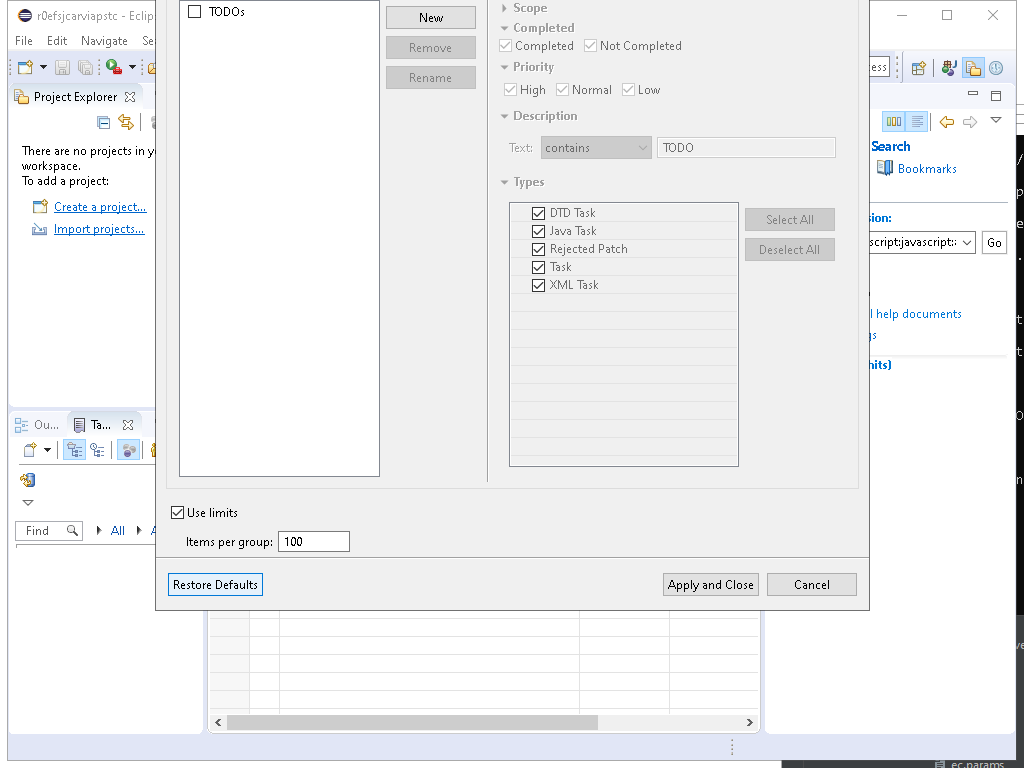 r0efsjcarviapstc - Eclip
File Edit Navigate Se
Project Explorer
There are no projects in y
workspace.
To add a project:
Create a project...
Import projects...
Ou... Ta...
Find All
TODOs
New
Remove
Rename
Scope
Completed
Completed Not Completed
Priority
High Normal Low
Description
Text: contains TODO
Types
DTD Task
Java Task
Rejected Patch
Task
XML Task
Select All
Deselect All
Use limits
Items per group: 100
Restore Defaults Apply and Close Cancel
ess
Search
Bookmarks
sion:
script:javascript: Go
l help documents
gs
hits)
ec.params